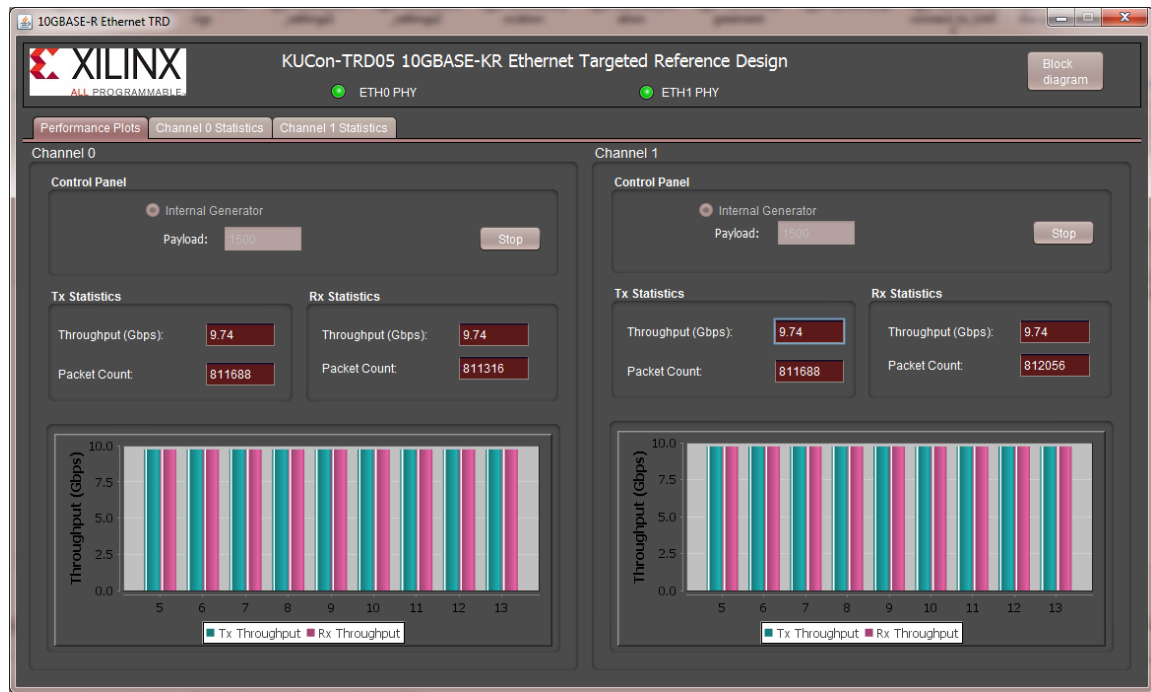 10GBASE-R Ethernet TRD
XILINX
ALL PROGRAMMABLE
KUCon-TRD05 10GBASE-KR Ethernet Targeted Reference Design
ETH0 PHY
ETH1 PHY
Block
diagram
Performance Plots
Channel 0 Statistics
Channel 1 Statistics
Channel 0
Control Panel
Internal Generator
Payload: 1500
Stop
Tx Statistics
Throughput (Gbps): 9.74
Packet Count: 811688
Rx Statistics
Throughput (Gbps): 9.74
Packet Count: 811316
Throughput (Gbps)
10.0
7.5
5.0
2.5
0.0
5 6 7 8 9 10 11 12 13
Tx Throughput Rx Throughput
Channel 1
Control Panel
Internal Generator
Payload: 1500
Stop
Tx Statistics
Throughput (Gbps): 9.74
Packet Count: 811688
Rx Statistics
Throughput (Gbps): 9.74
Packet Count: 812056
Throughput (Gbps)
10.0
7.5
5.0
2.5
0.0
5 6 7 8 9 10 11 12 13
Tx Throughput Rx Throughput